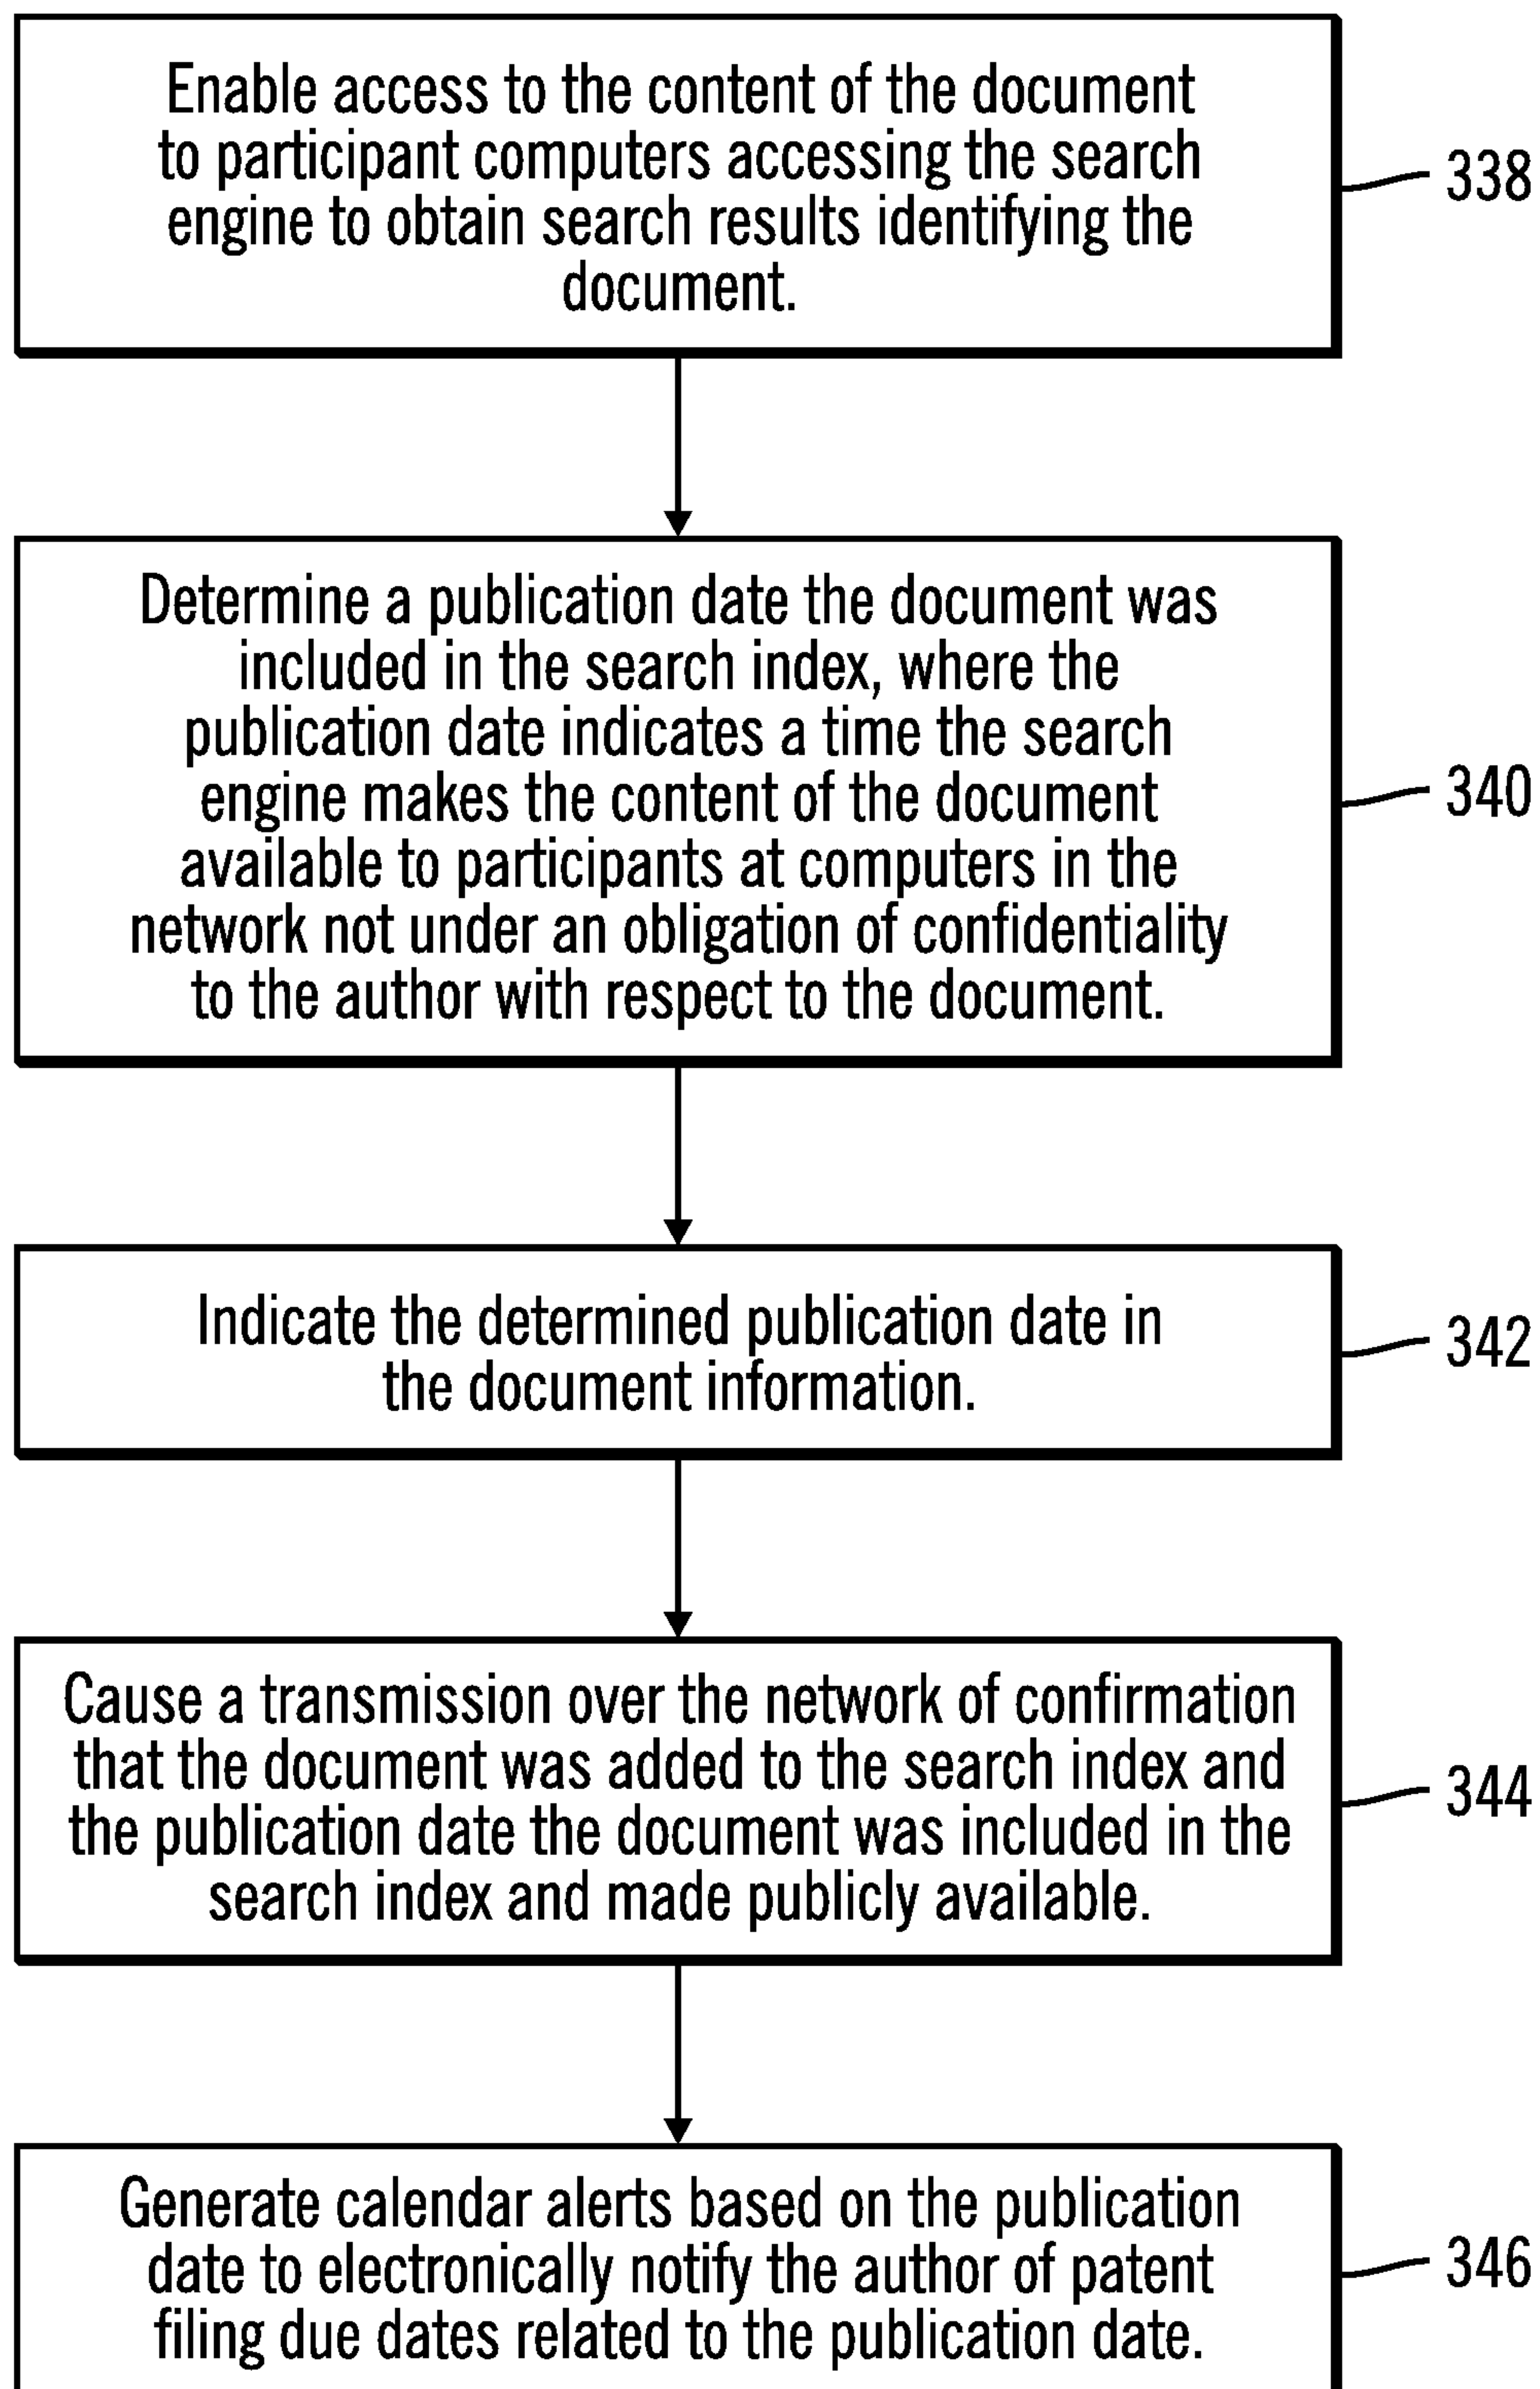 Enable access to the content of the document
to participant computers accessing the search
engine to obtain search results identifying the
document.
338
Determine a publication date the document was
included in the search index, where the
publication date indicates a time the search
engine makes the content of the document
available to participants at computers in the
network not under an obligation of confidentiality
to the author with respect to the document.
340
Indicate the determined publication date in
the document information.
342
Cause a transmission over the network of confirmation
that the document was added to the search index and
the publication date the document was included in the
search index and made publicly available.
344
Generate calendar alerts based on the publication
date to electronically notify the author of patent
filing due dates related to the publication date.
346